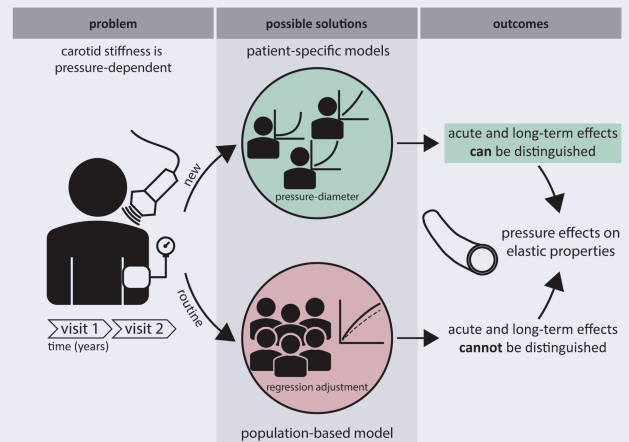 problem
possible solutions
outcomes
carotid stiffness is
pressure-dependent
patient-specific models
new
pressure-diameter
acute and long-term effects
can be distinguished
pressure effects on
elastic properties
visit 1
visit 2
time (years)
routine
regression adjustment
acute and long-term effects
cannot be distinguished
population-based model